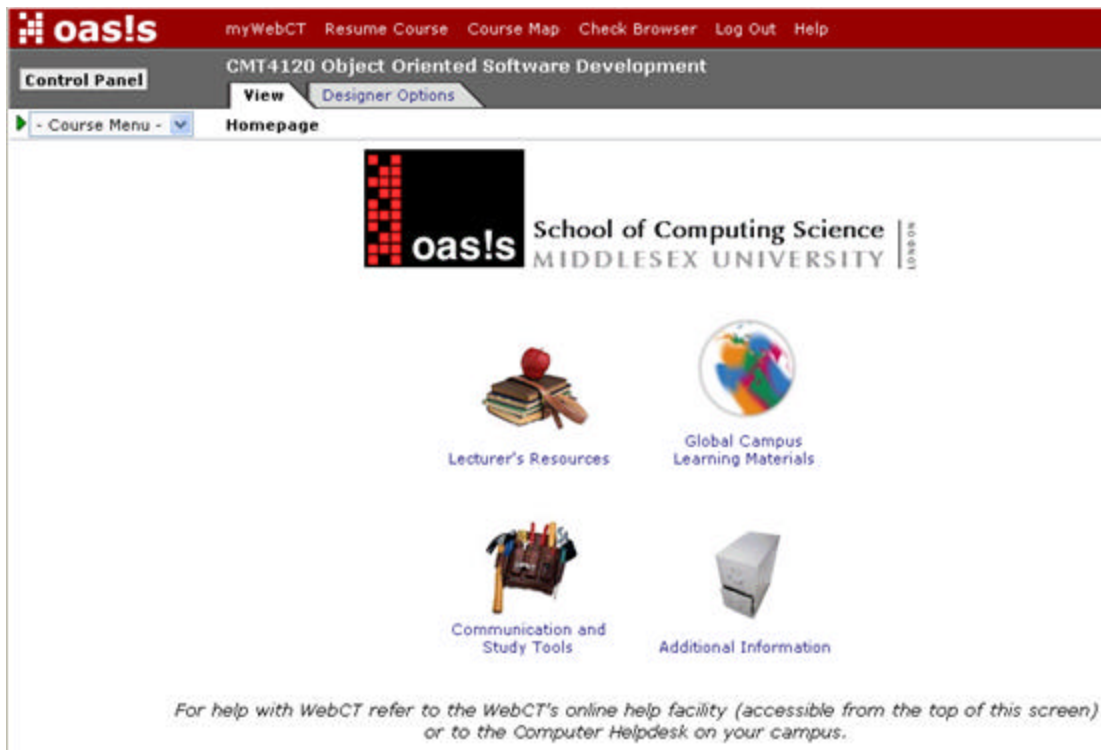 oas!s
myWebCT Resume Course Course Map Check Browser Log Out Help
Control Panel
CMT4120 Object Oriented Software Development
View Designer Options
- Course Menu -
Homepage
oas!s
School of Computing Science
MIDDLESEX UNIVERSITY
LONDON
Lecturer's Resources
Global Campus
Learning Materials
Communication and
Study Tools
Additional Information
For help with WebCT refer to the WebCT's online help facility (accessible from the top of this screen)
or to the Computer Helpdesk on your campus.